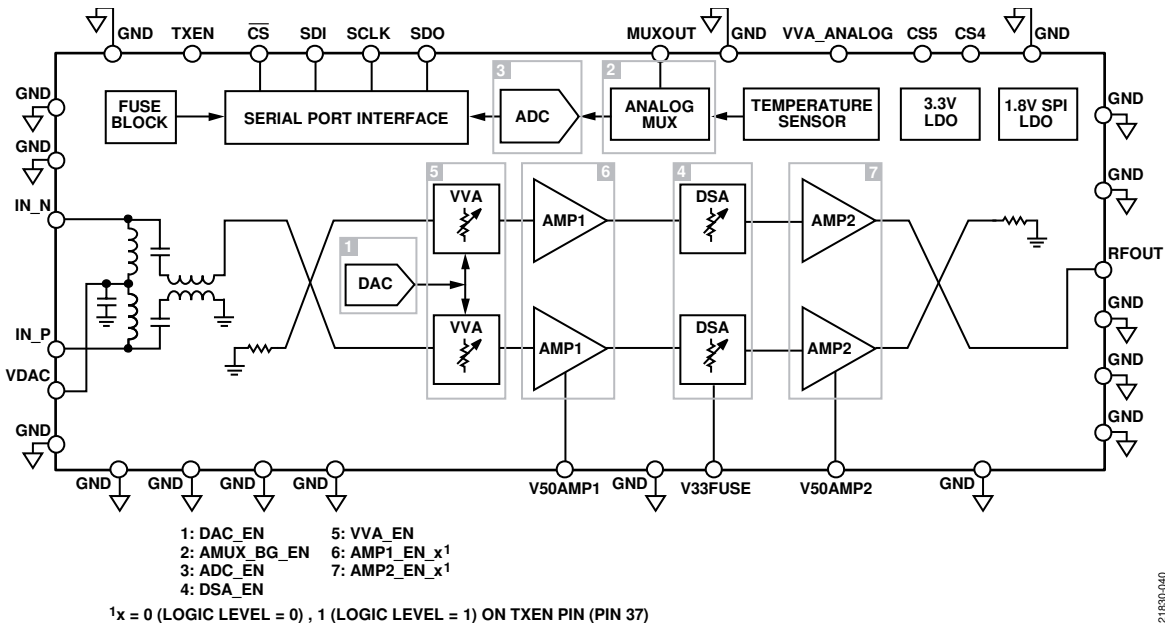 GND TXEN CS SDI SCLK SDO MUXOUT GND VVA_ANALOG CS5 CS4 GND
3 2
GND
FUSE
BLOCK
SERIAL PORT INTERFACE
ADC
ANALOG
MUX
TEMPERATURE
SENSOR
3.3V
LDO
1.8V SPI
LDO
GND
GND
GND
5 6 4 7
IN_N
VVA
AMP1
DSA
AMP2
1
DAC
RFOUT
GND
IN_P
VVA
AMP1
DSA
AMP2
VDAC
GND
GND
GND
GND GND GND GND V50AMP1 GND V33FUSE V50AMP2 GND
1: DAC_EN
2: AMUX_BG_EN
3: ADC_EN
4: DSA_EN
5: VVA_EN
6: AMP1_EN_x1
7: AMP2_EN_x1
1x = 0 (LOGIC LEVEL = 0) , 1 (LOGIC LEVEL = 1) ON TXEN PIN (PIN 37)
21830-040